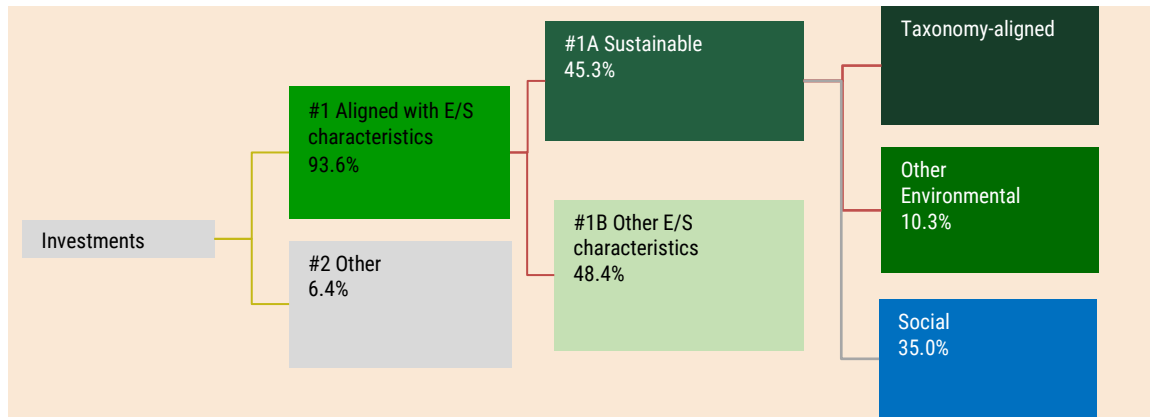 Investments
#1 Aligned with E/S
characteristics
93.6%
#2 Other
6.4%
#1A Sustainable
45.3%
#1B Other E/S
characteristics
48.4%
Taxonomy-aligned
Other
Environmental
10.3%
Social
35.0%